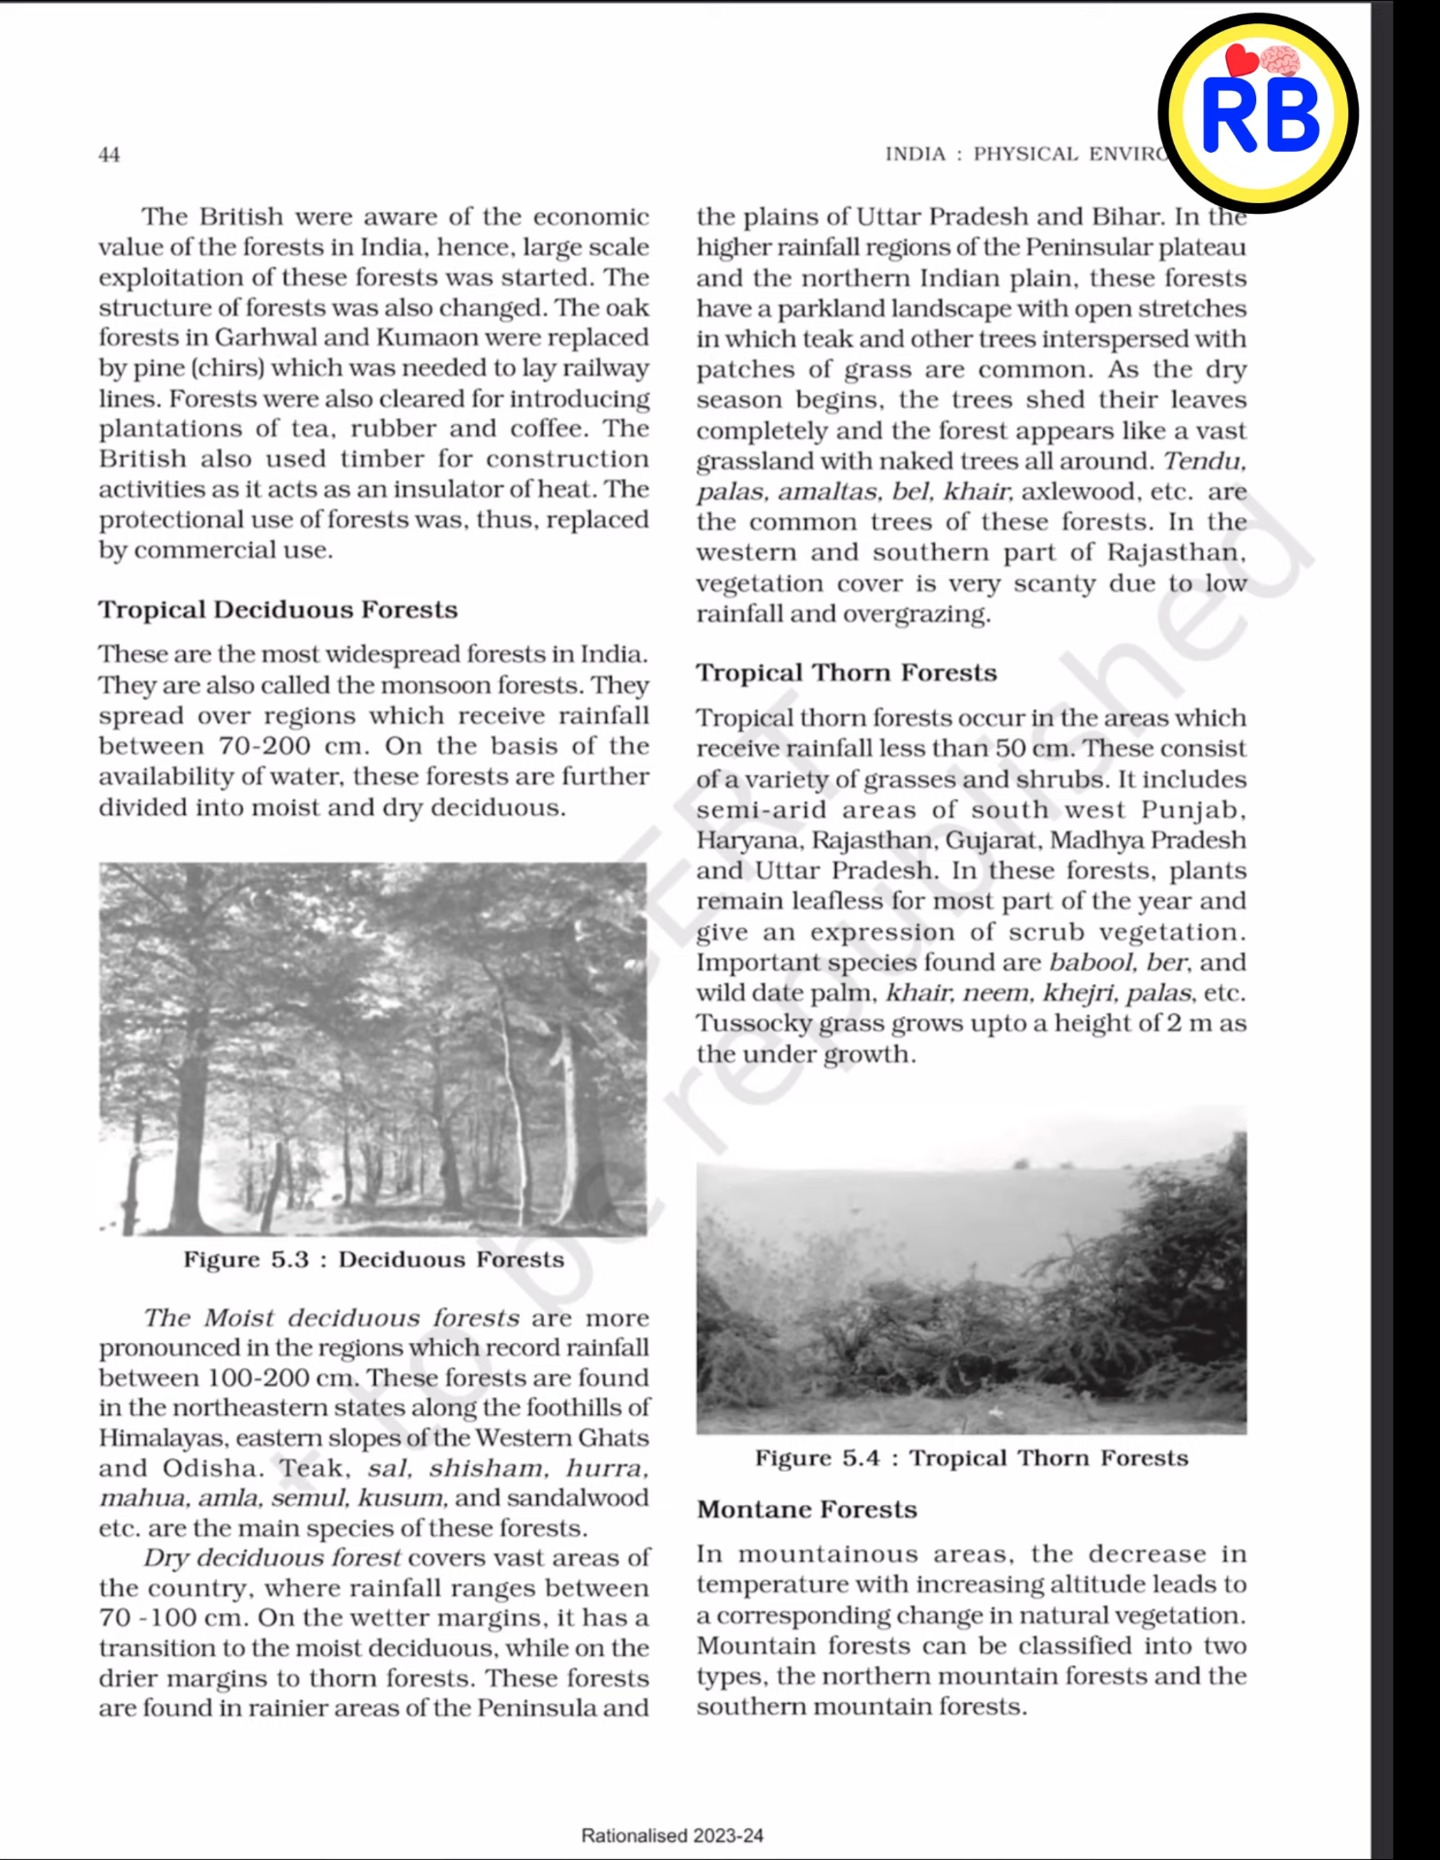 RB
44
INDIA : PHYSICAL
The British were aware of the economic
value of the forests in India, hence, large scale
exploitation of these forests was started. The
structure of forests was also changed. The oak
forests in Garhwal and Kumaon were replaced
by pine (chirs) which was needed to lay railway
lines. Forests were also cleared for introducing
plantations of tea, rubber and coffee. The
British also used timber for construction
activities as it acts as an insulator of heat. The
protectional use of forests was, thus, replaced
by commercial use.
Tropical Deciduous Forests
These are the most widespread forests in India.
They are also called the monsoon forests. They
spread over regions which receive rainfall
between 70-200 cm. On the basis of the
availability of water, these forests are further
divided into moist and dry deciduous.
Figure 5.3 : Deciduous Forests
The Moist deciduous forests are more
pronounced in the regions which record rainfall
between 100-200 cm. These forests are found
in the northeastern states along the foothills of
Himalayas, eastern slopes of the Western Ghats
and Odisha. Teak, sal, shisham, hurra,
mahua, amla, semul, kusum, and sandalwood
etc. are the main species of these forests.
Dry deciduous forest covers vast areas of
the country, where rainfall ranges between
70 -100 cm. On the wetter margins, it has a
transition to the moist deciduous, while on the
drier margins to thorn forests. These forests
are found in rainier areas of the Peninsula and
the plains of Uttar Pradesh and Bihar. In the
higher rainfall regions of the Peninsular plateau
and the northern Indian plain, these forests
have a parkland landscape with open stretches
in which teak and other trees interspersed with
patches of grass are common. As the dry
season begins, the trees shed their leaves
completely and the forest appears like a vast
grassland with naked trees all around. Tendu,
palas, amaltas, bel, khair, axlewood, etc. are
the common trees of these forests. In the
western and southern part of Rajasthan,
vegetation cover is very scanty due to low
rainfall and overgrazing.
Tropical Thorn Forests
Tropical thorn forests occur in the areas which
receive rainfall less than 50 cm. These consist
of a variety of grasses and shrubs. It includes
semi-arid areas of south west Punjab,
Haryana, Rajasthan, Gujarat, Madhya Pradesh
and Uttar Pradesh. In these forests, plants
remain leafless for most part of the year and
give an expression of scrub vegetation.
Important species found are babool, ber, and
wild date palm, khair, neem, khejri, palas, etc.
Tussocky grass grows upto a height of 2 m as
the under growth.
Figure 5.4 : Tropical Thorn Forests
Montane Forests
In mountainous areas, the decrease in
temperature with increasing altitude leads to
a corresponding change in natural vegetation.
Mountain forests can be classified into two
types, the northern mountain forests and the
southern mountain forests.
be republished
Rationalised 2023-24